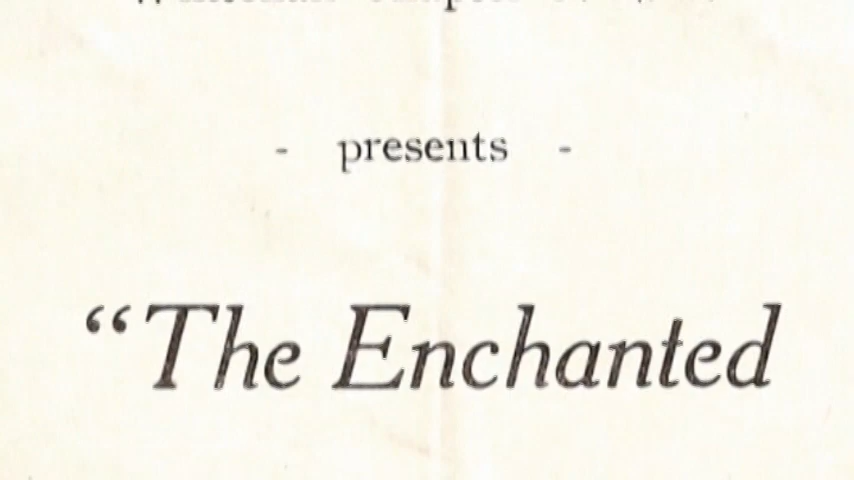 - presents -
“The Enchanted